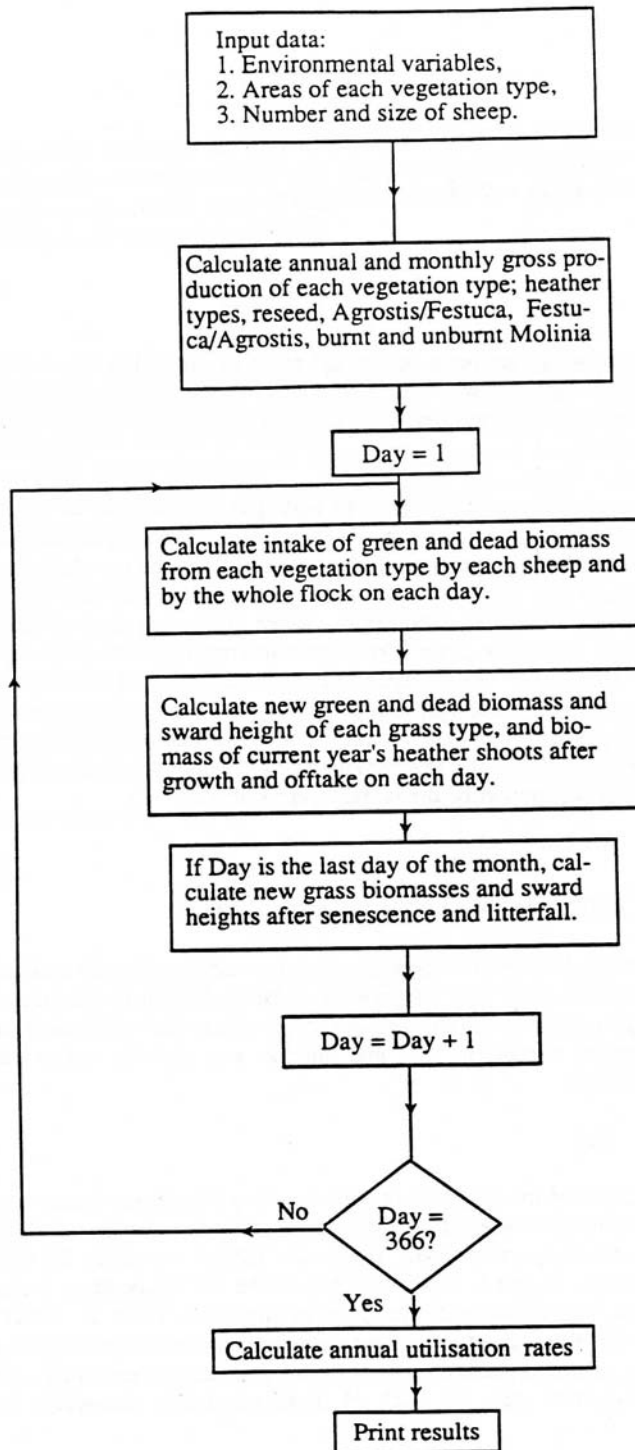 Input data:
1. Environmental variables,
2. Areas of each vegetation type,
3. Number and size of sheep.
Calculate annual and monthly gross pro-
duction of each vegetation type; heather
types, reseed, Agrostis/Festuca, Festu-
ca/Agrostis, burnt and unburnt Molinia
Day = 1
Calculate intake of green and dead biomass
from each vegetation type by each sheep and
by the whole flock on each day.
Calculate new green and dead biomass and
sward height of each grass type, and bio-
mass of current year's heather shoots after
growth and offtake on each day.
If Day is the last day of the month, cal-
culate new grass biomasses and sward
heights after senescence and litterfall.
Day = Day + 1
No
Day =
366?
Yes
Calculate annual utilisation rates
Print results